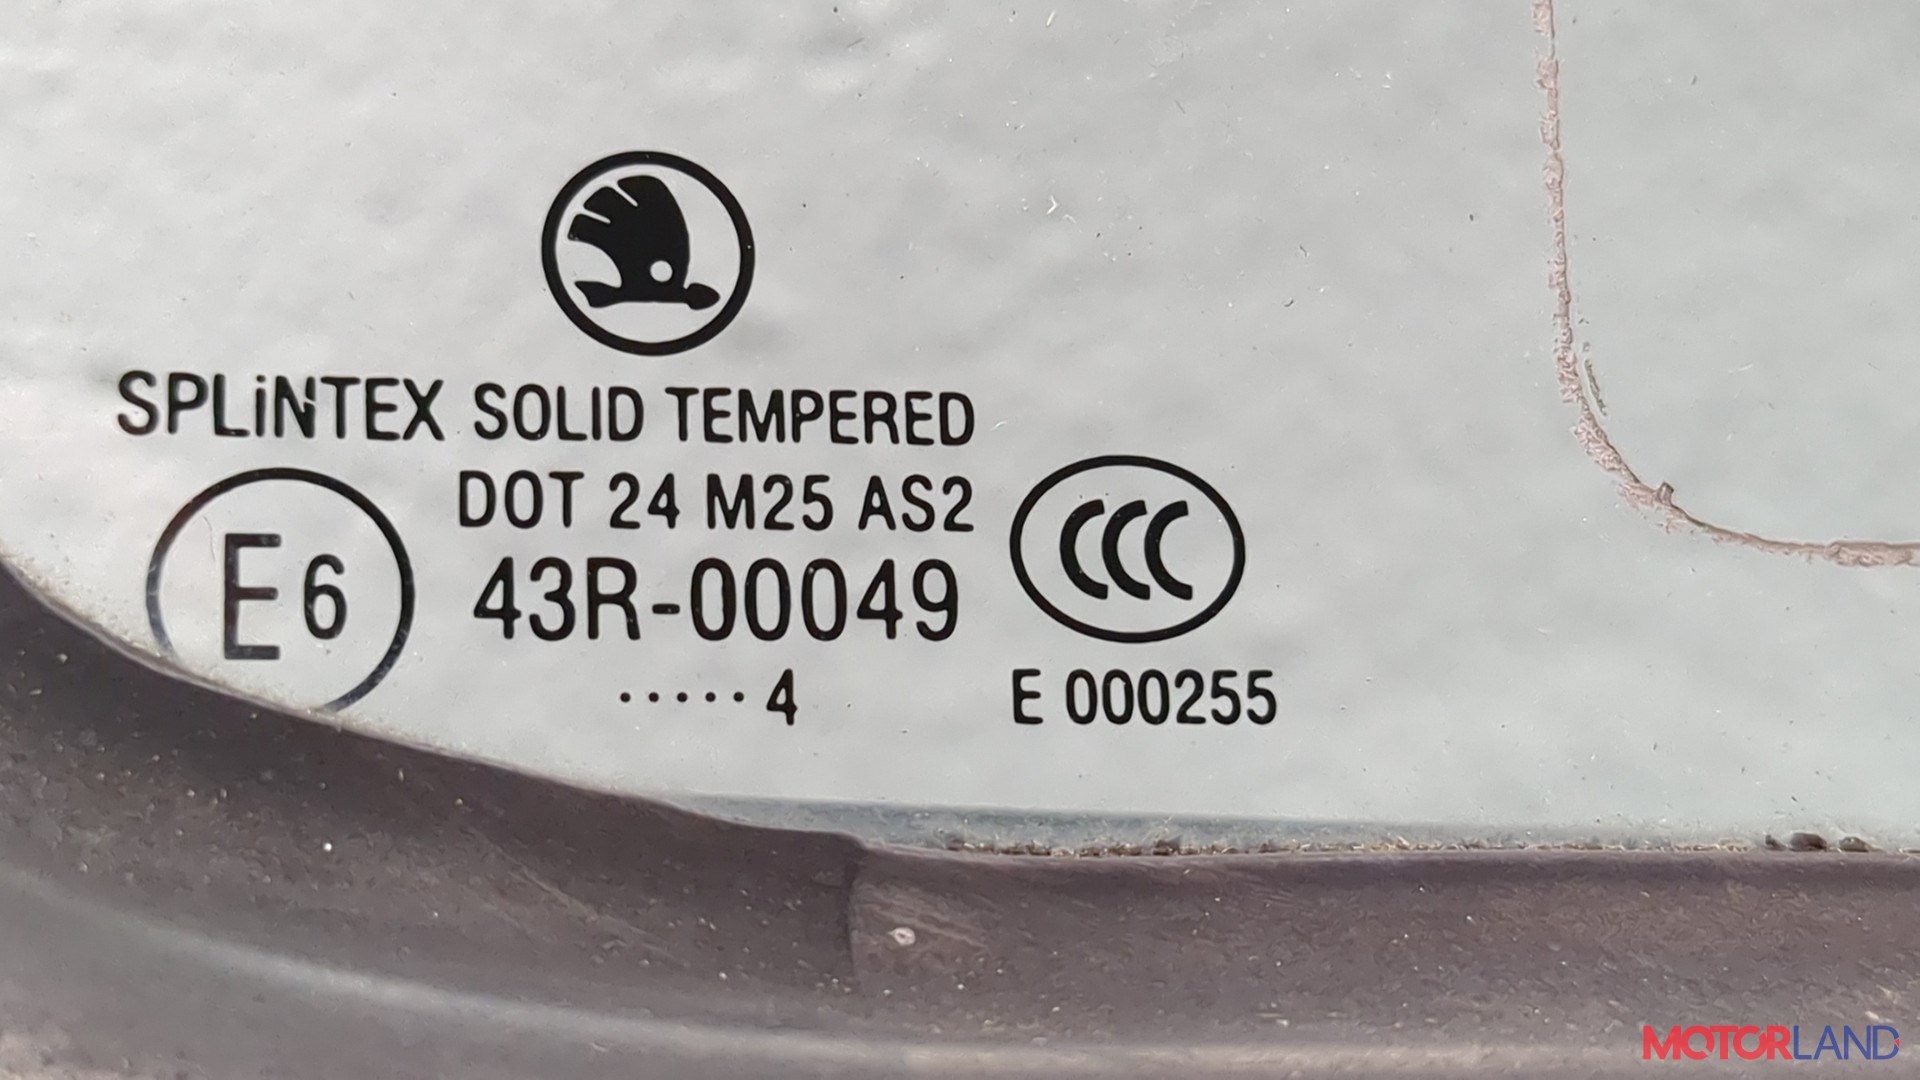 SPLiNTEX SOLID TEMPERED
DOT 24 M25 AS2
E6
43R-00049
CCC
·····4
E 000255
MOTORLAND